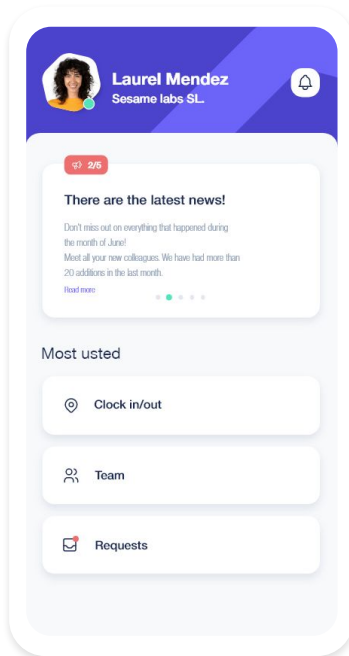 Laurel Mendez
Sesame labs SL.
2/5
There are the latest news!
Don't miss out on everything that happened during
the month of June!
Meet all your new colleagues. We have had more than
20 additions in the last month.
Read more
Most usted
Clock in/out
Team
Requests